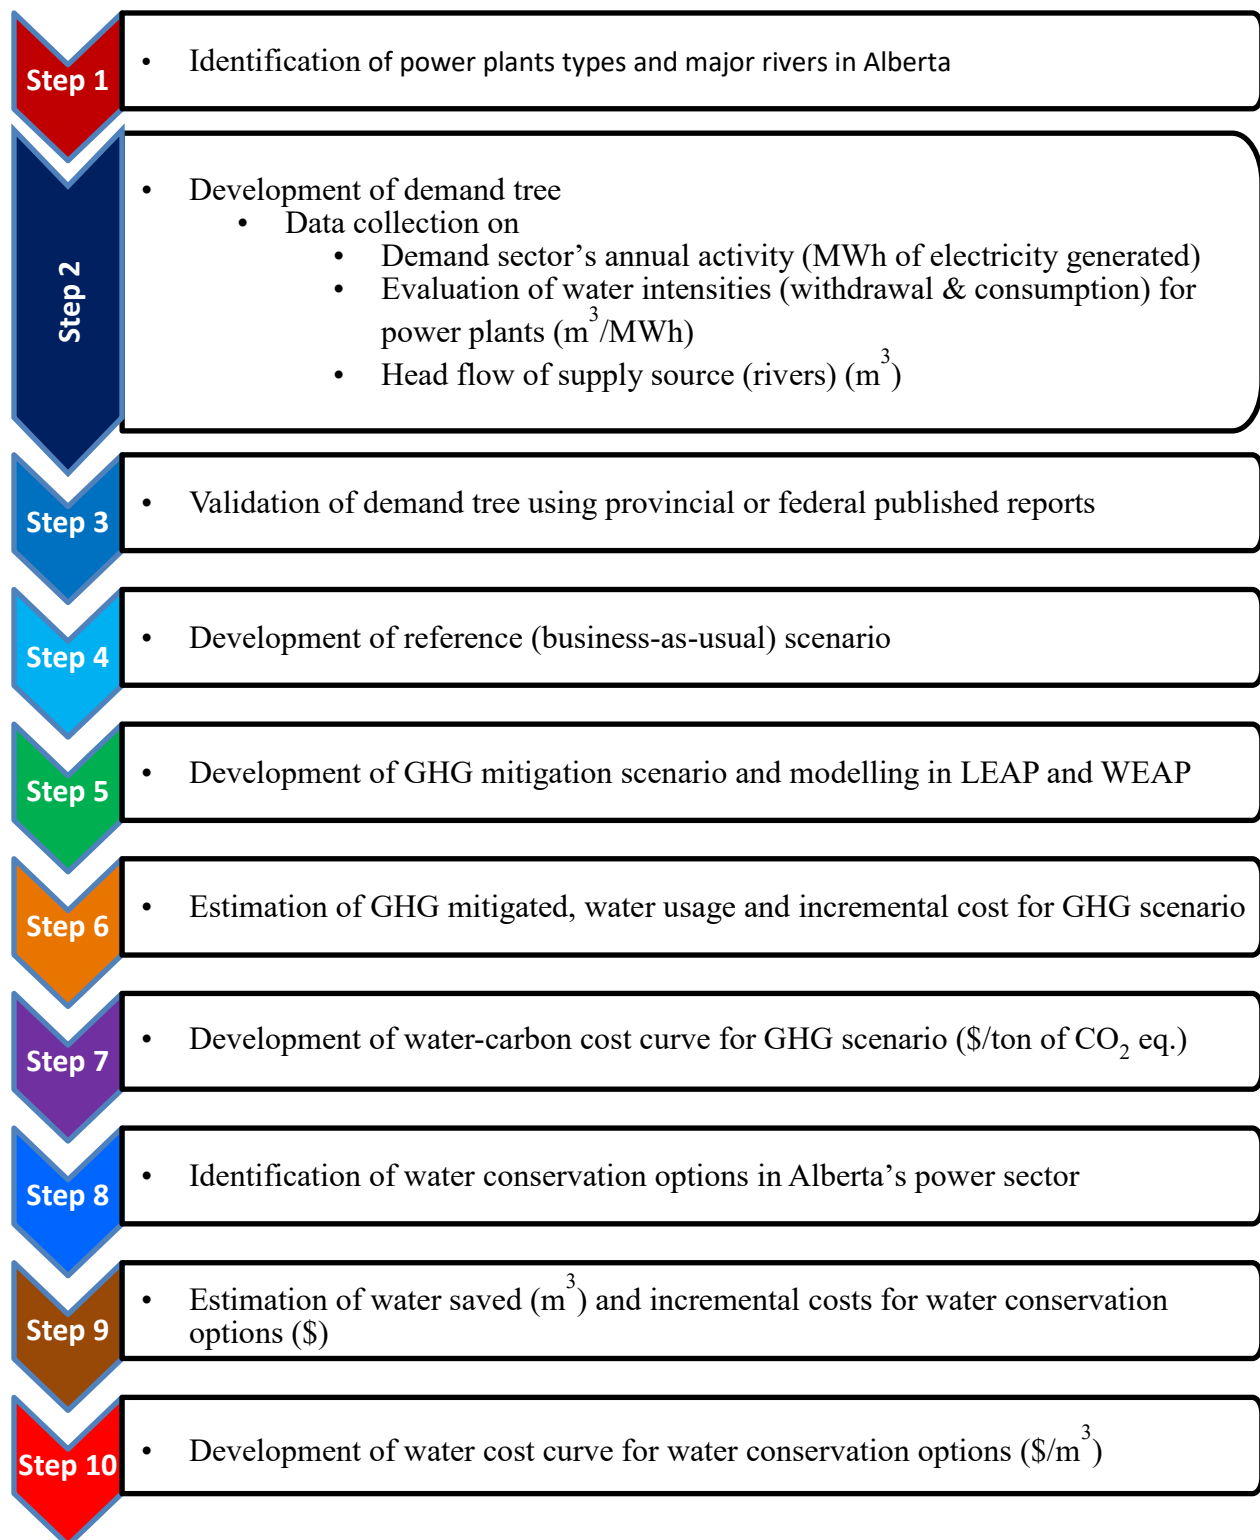 Step 1
• Identification of power plants types and major rivers in Alberta
Step 2
• Development of demand tree
• Data collection on
• Demand sector's annual activity (MWh of electricity generated)
• Evaluation of water intensities (withdrawal & consumption) for
power plants (m³/MWh)
• Head flow of supply source (rivers) (m³)
Step 3
• Validation of demand tree using provincial or federal published reports
Step 4
• Development of reference (business-as-usual) scenario
Step 5
• Development of GHG mitigation scenario and modelling in LEAP and WEAP
Step 6
• Estimation of GHG mitigated, water usage and incremental cost for GHG scenario
Step 7
• Development of water-carbon cost curve for GHG scenario ($/ton of CO₂ eq.)
Step 8
• Identification of water conservation options in Alberta’s power sector
Step 9
• Estimation of water saved (m³) and incremental costs for water conservation
options ($)
Step 10
• Development of water cost curve for water conservation options ($/m³)